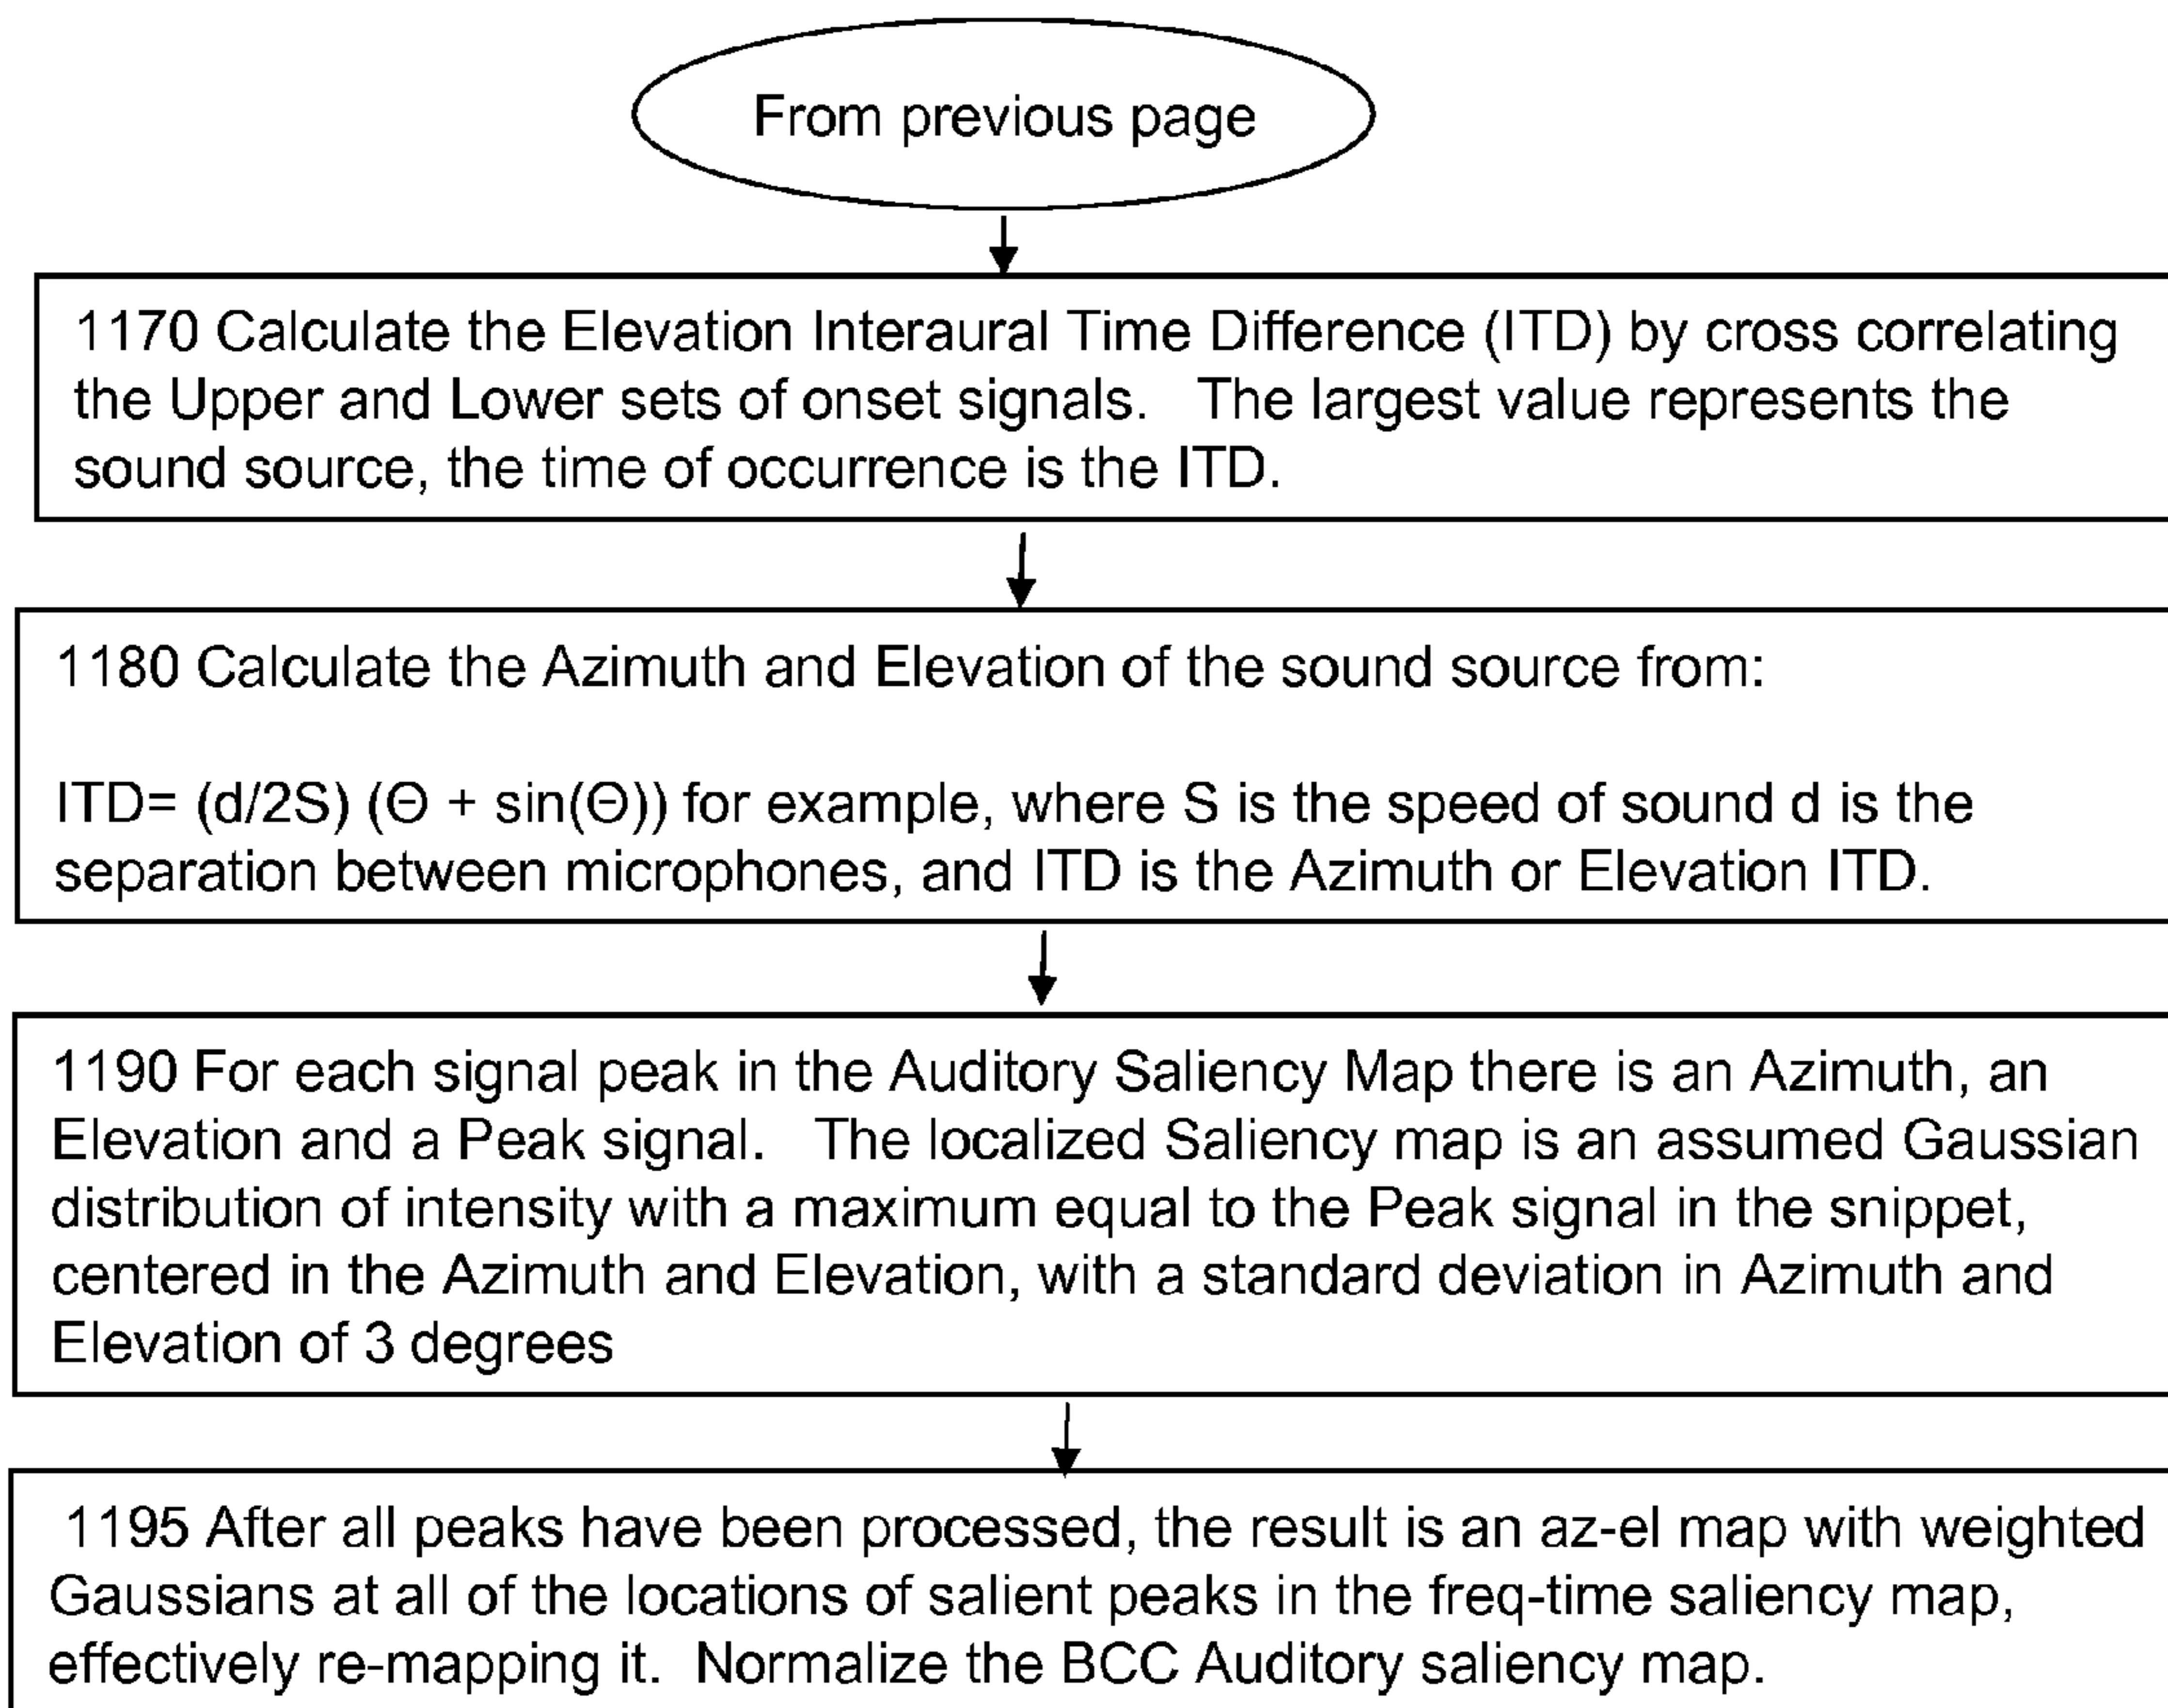 From previous page
1170 Calculate the Elevation Interaural Time Difference (ITD) by cross correlating
the Upper and Lower sets of onset signals. The largest value represents the
sound source, the time of occurrence is the ITD.
1180 Calculate the Azimuth and Elevation of the sound source from:
ITD= (d/2S) (Θ + sin(Θ)) for example, where S is the speed of sound d is the
separation between microphones, and ITD is the Azimuth or Elevation ITD.
1190 For each signal peak in the Auditory Saliency Map there is an Azimuth, an
Elevation and a Peak signal. The localized Saliency map is an assumed Gaussian
distribution of intensity with a maximum equal to the Peak signal in the snippet,
centered in the Azimuth and Elevation, with a standard deviation in Azimuth and
Elevation of 3 degrees
1195 After all peaks have been processed, the result is an az-el map with weighted
Gaussians at all of the locations of salient peaks in the freq-time saliency map,
effectively re-mapping it. Normalize the BCC Auditory saliency map.